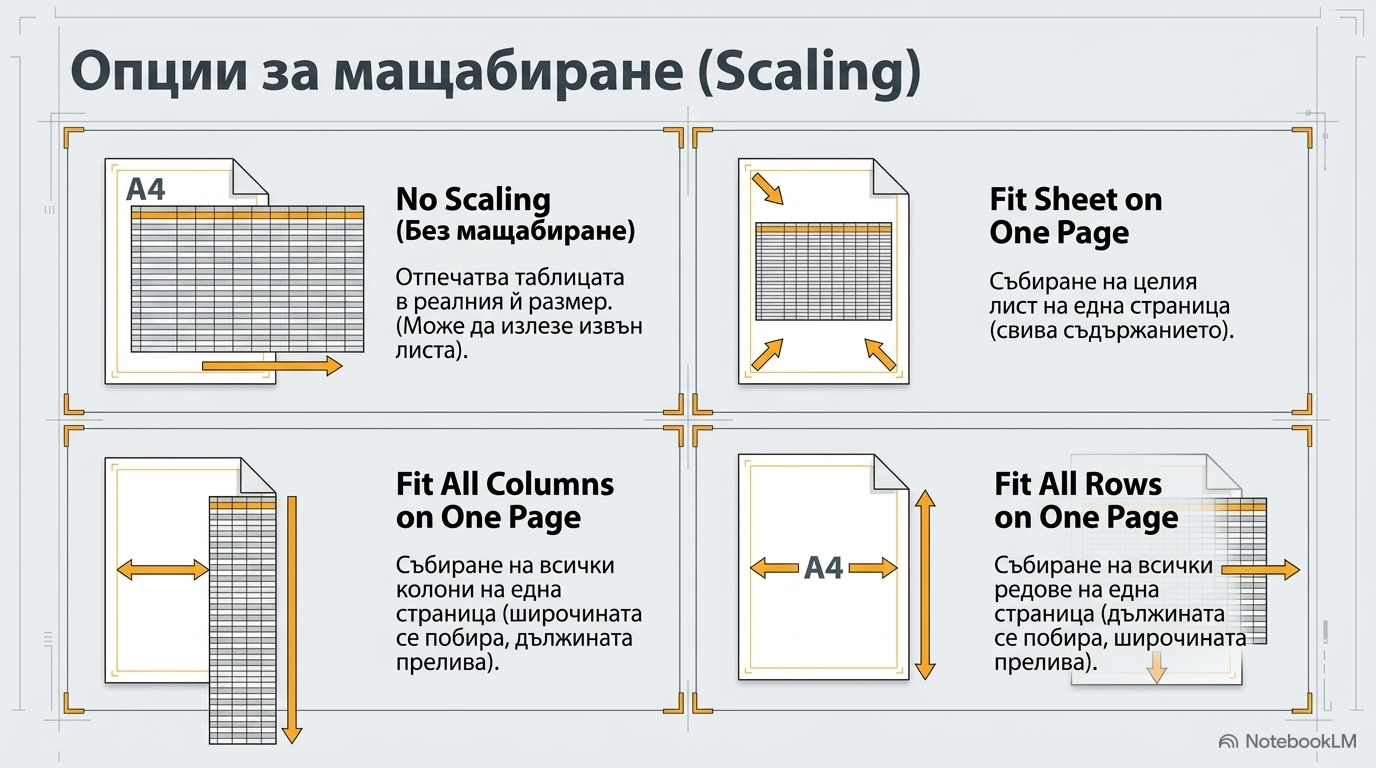 Опции за мащабиране (Scaling)
A4
No Scaling
(Без мащабиране)
Отпечатва таблицата
в реалния ѝ размер.
(Може да излезе извън
листа).
Fit Sheet on
One Page
Събиране на целия
лист на една страница
(свива съдържанието).
Fit All Columns
on One Page
Събиране на всички
колони на една
страница (широчината
се побира, дължината
прелива).
A4
Fit All Rows
on One Page
Събиране на всички
редове на една
страница (дължината
се побира, широчината
прелива).
NotebookLM